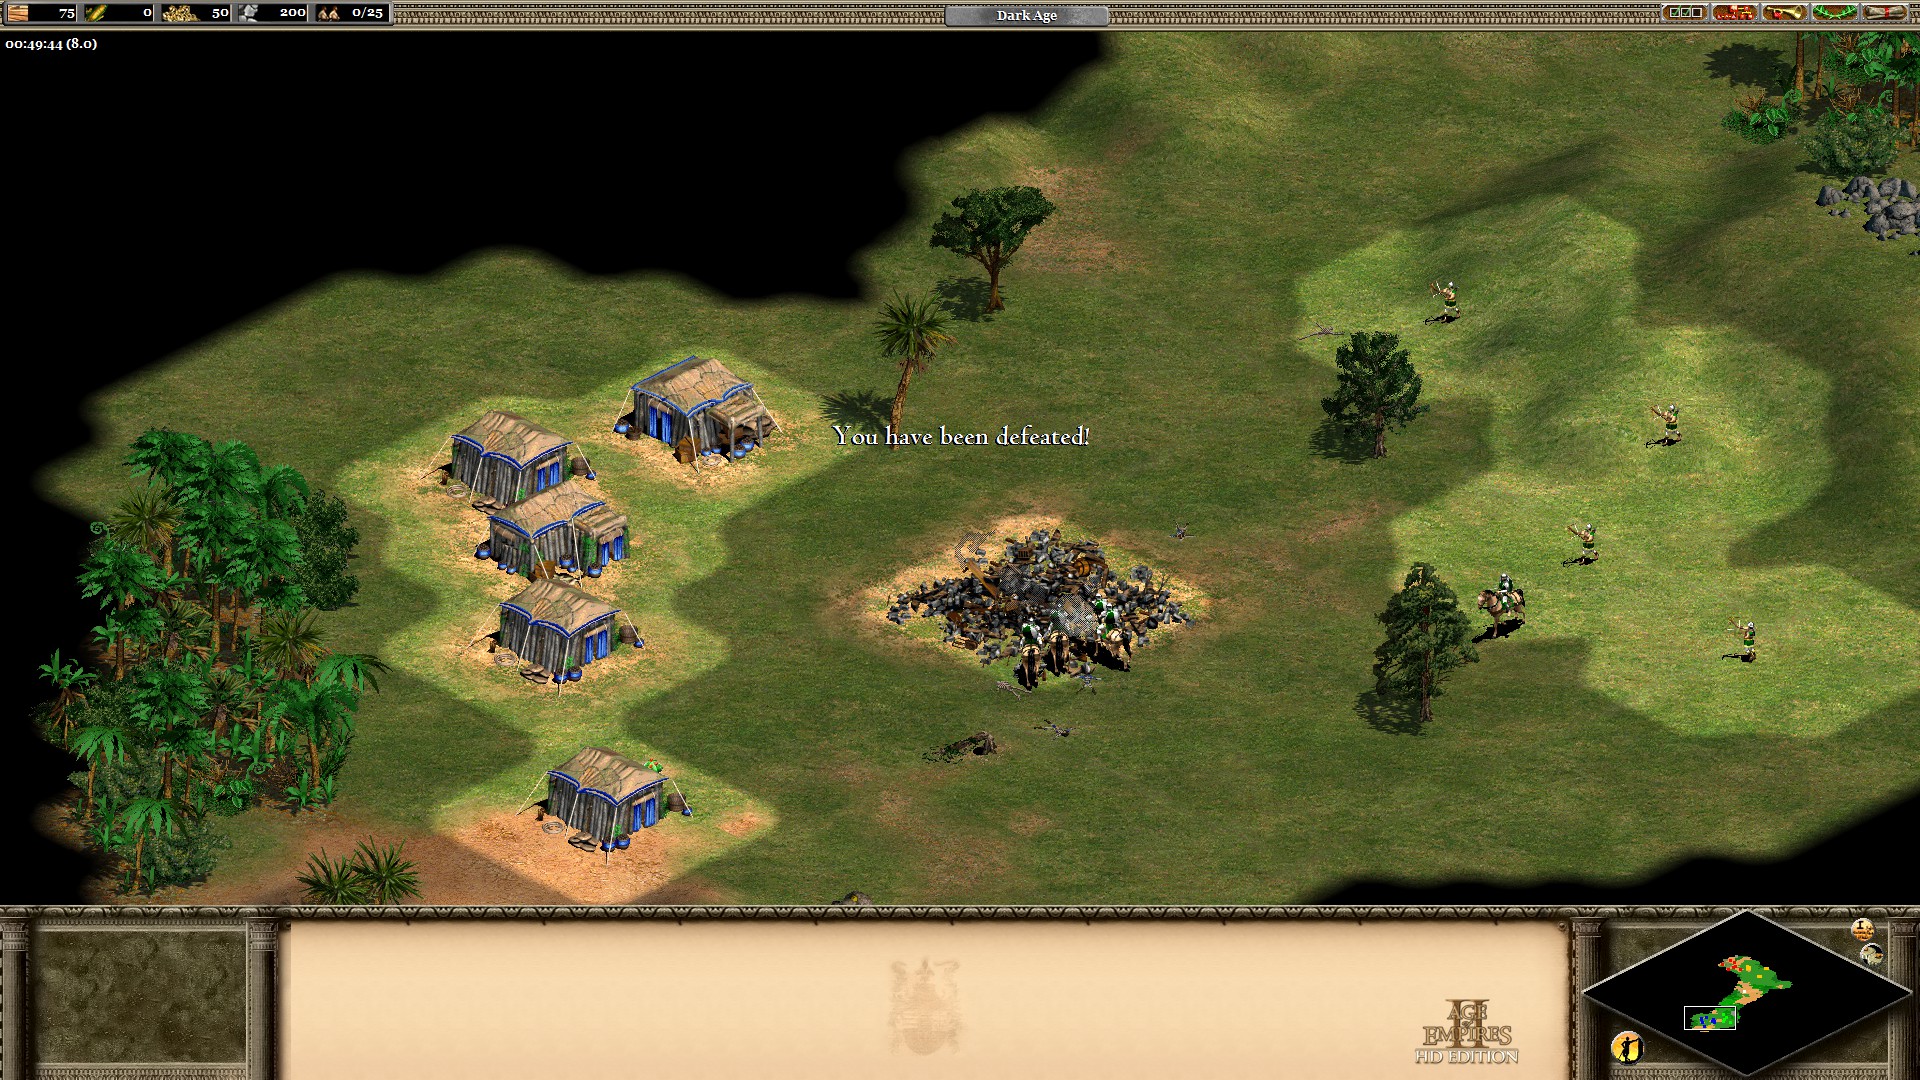 75 0 50 200 0/25
Dark Age
00:49:44 (8.0)
You have been defeated!
II
AGE
OF
EMPIRES
HD EDITION